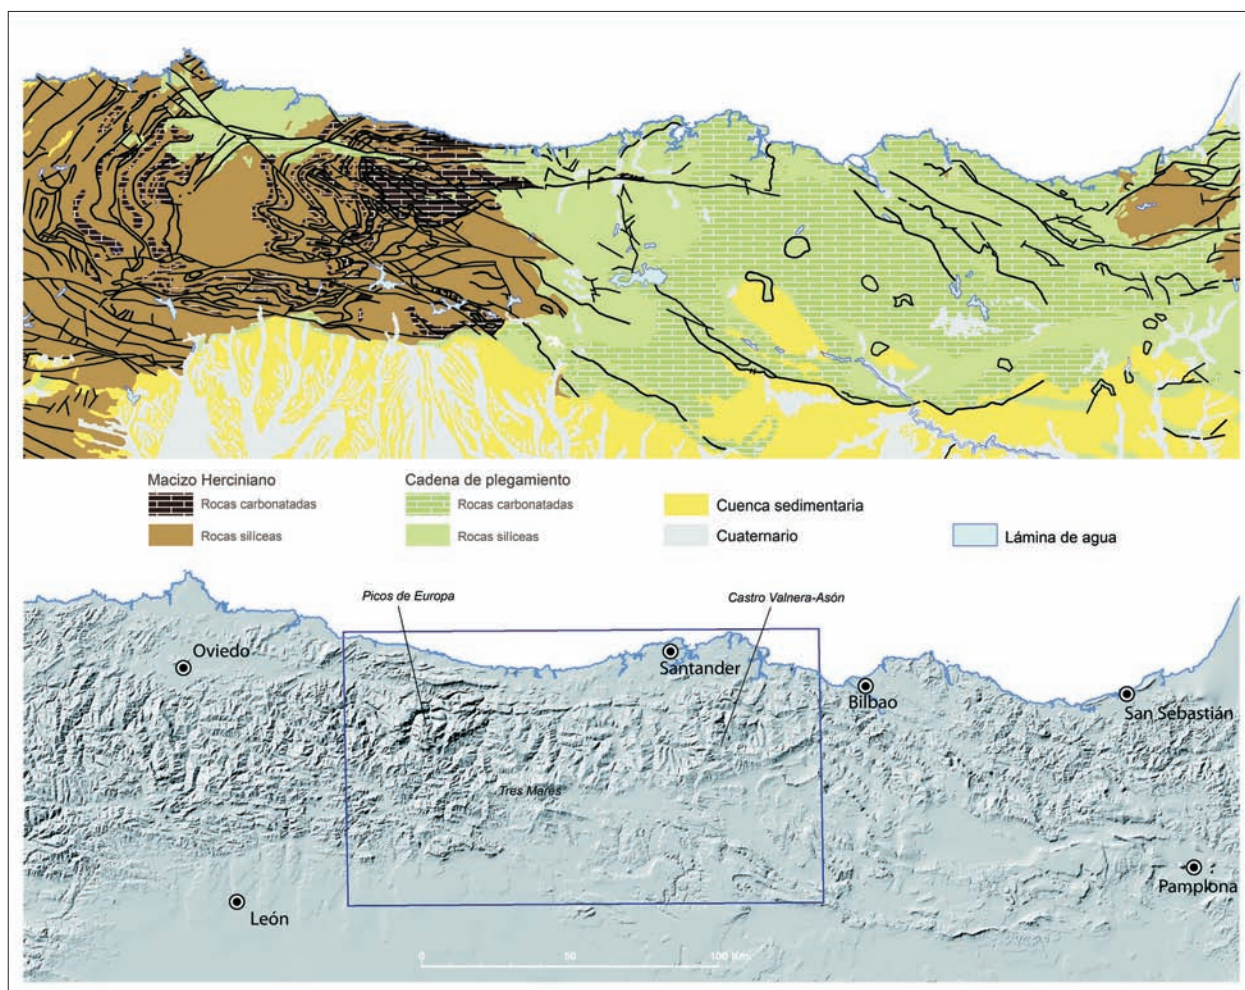 Macizo Herciniano
Rocas carbonatadas
Rocas silíceas
Cadena de plegamiento
Rocas carbonatadas
Rocas silíceas
Cuenca sedimentaria
Cuaternario
Lámina de agua
Picos de Europa
Castro Valnera-Asón
Oviedo
Santander
Bilbao
San Sebastián
Tres Mares
Pamplona
León
0 50 100 Km.